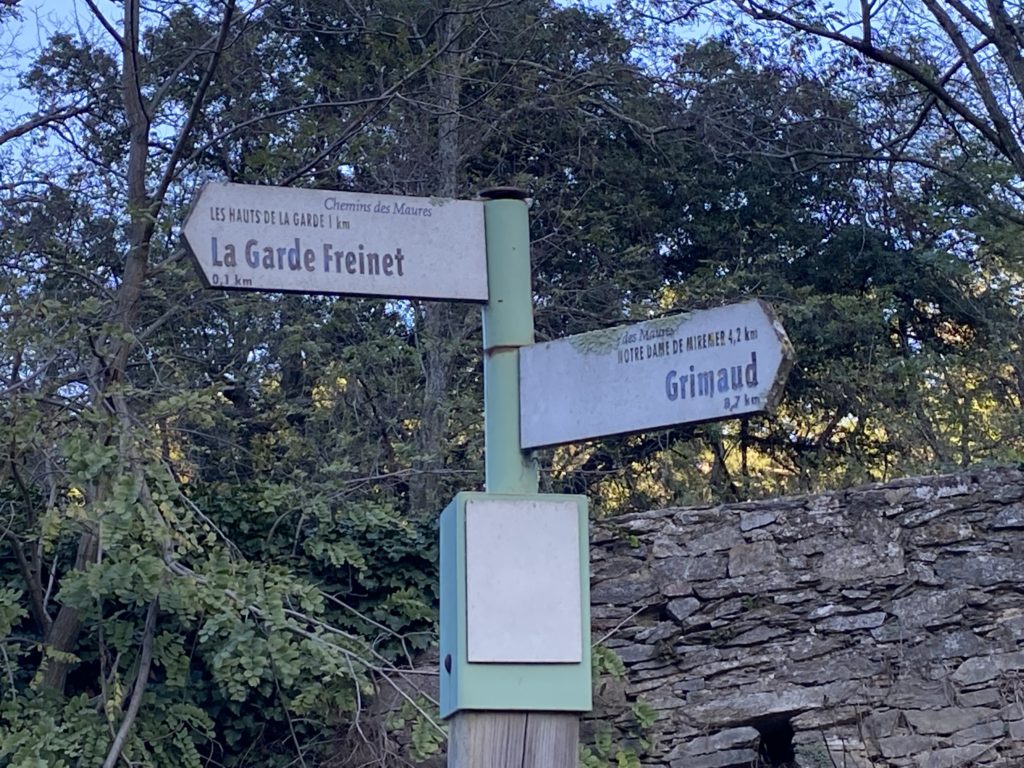 Chemins des Maures
LES HAUTS DE LA GARDE 1 km
La Garde Freinet
0,1 km
des Maures
NOTRE DAME DE MIREMER 4,2 km
Grimaud
8,7 km